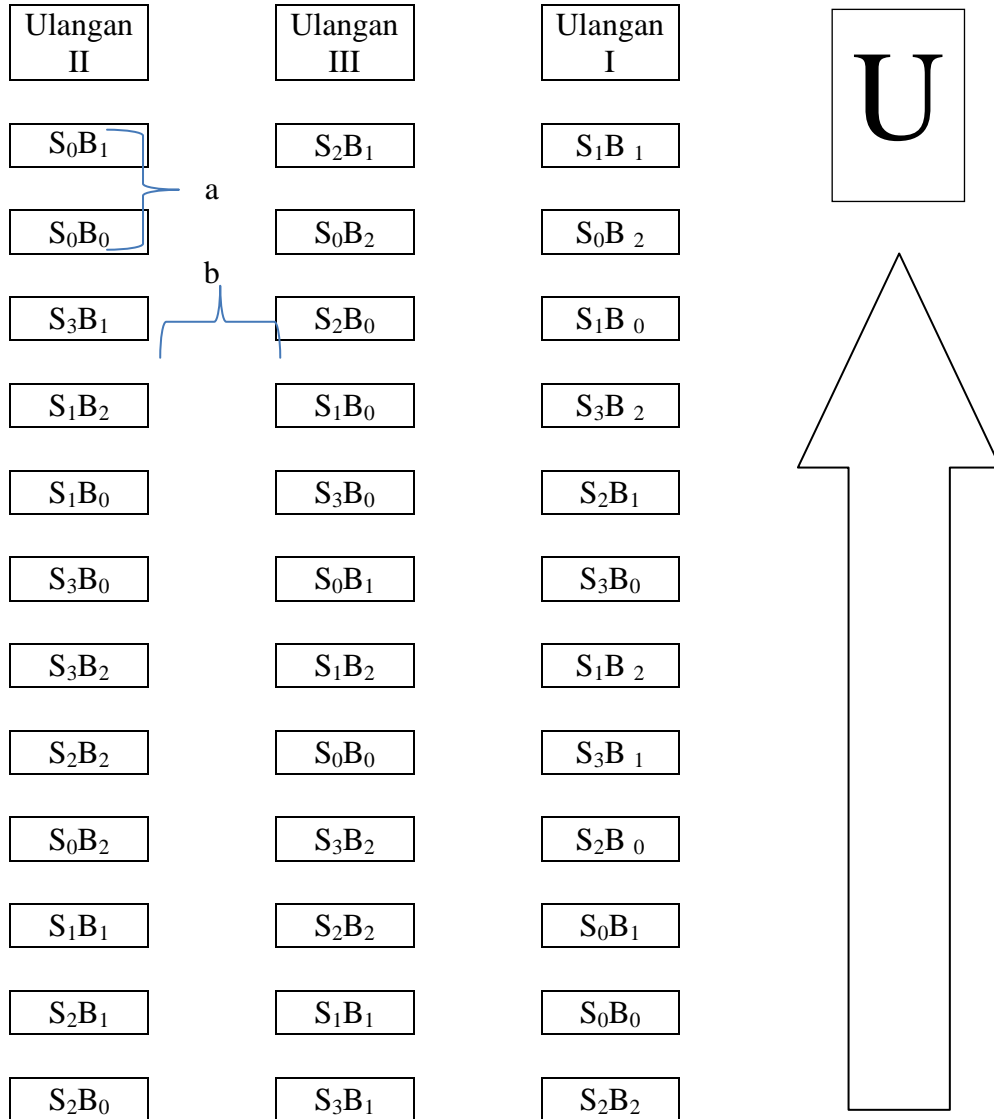 Ulangan II
Ulangan III
Ulangan I
U
S₀B₁
S₂B₁
S₁B ₁
a
S₀B₀
S₀B₂
S₀B ₂
b
S₃B₁
S₂B₀
S₁B ₀
S₁B₂
S₁B₀
S₃B ₂
S₁B₀
S₃B₀
S₂B₁
S₃B₀
S₀B₁
S₃B₀
S₃B₂
S₁B₂
S₁B ₂
S₂B₂
S₀B₀
S₃B ₁
S₀B₂
S₃B₂
S₂B ₀
S₁B₁
S₂B₂
S₀B₁
S₂B₁
S₁B₁
S₀B₀
S₂B₀
S₃B₁
S₂B₂